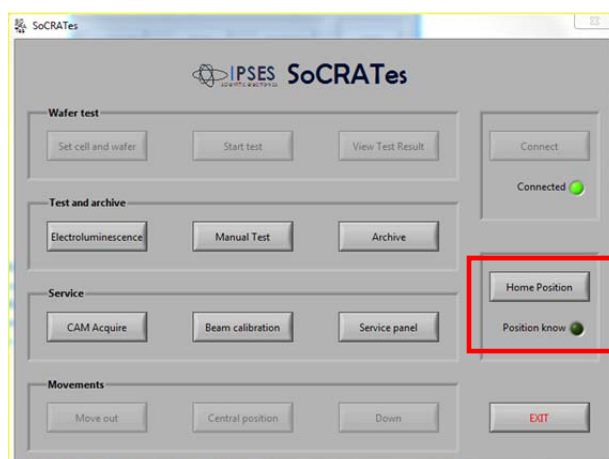 SoCRATes
IPSES SoCRATes
scientific electronics
Wafer test
Set cell and wafer Start test View Test Result
Connect
Connected
Test and archive
Electroluminescence Manual Test Archive
Home Position
Position know
Service
CAM Acquire Beam calibration Service panel
Movements
Move out Central position Down
EXIT